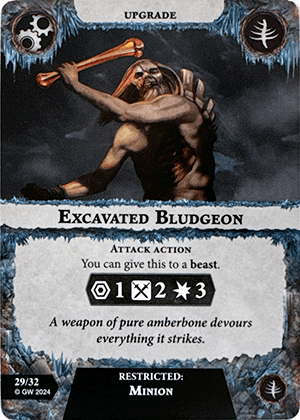 UPGRADE
EXCAVATED BLUDGEON
ATTACK ACTION
You can give this to a beast.
1 2 3
A weapon of pure amberbone devours
everything it strikes.
29/32
© GW 2024
RESTRICTED:
MINION